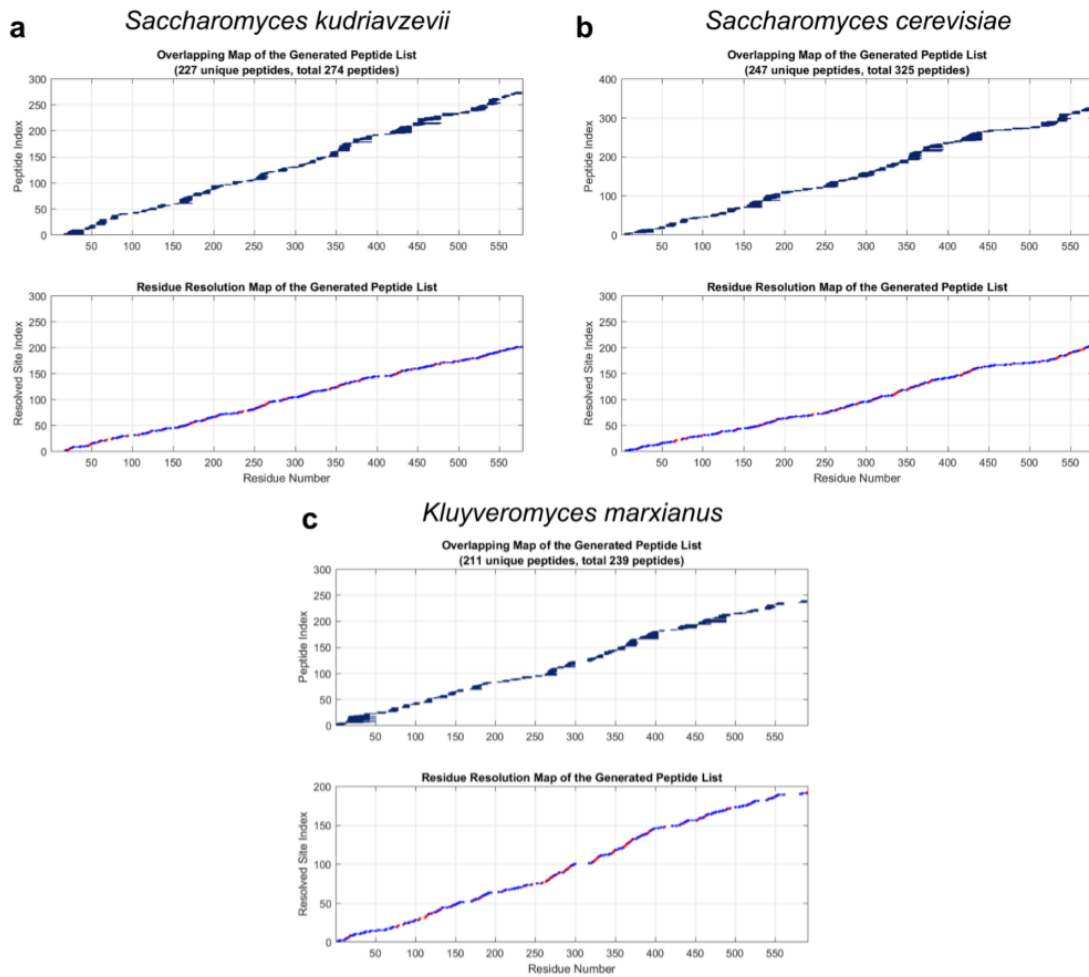 a
Saccharomyces kudriavzevii
Overlapping Map of the Generated Peptide List
(227 unique peptides, total 274 peptides)
300
250
200
150
100
50
0
Peptide Index
50 100 150 200 250 300 350 400 450 500 550
Residue Resolution Map of the Generated Peptide List
300
250
200
150
100
50
0
Resolved Site Index
50 100 150 200 250 300 350 400 450 500 550
Residue Number
b
Saccharomyces cerevisiae
Overlapping Map of the Generated Peptide List
(247 unique peptides, total 325 peptides)
400
300
200
100
0
Peptide Index
50 100 150 200 250 300 350 400 450 500 550
Residue Resolution Map of the Generated Peptide List
300
250
200
150
100
50
0
Resolved Site Index
50 100 150 200 250 300 350 400 450 500 550
Residue Number
c
Kluyveromyces marxianus
Overlapping Map of the Generated Peptide List
(211 unique peptides, total 239 peptides)
300
250
200
150
100
50
0
Peptide Index
50 100 150 200 250 300 350 400 450 500 550
Residue Resolution Map of the Generated Peptide List
200
150
100
50
0
Resolved Site Index
50 100 150 200 250 300 350 400 450 500 550
Residue Number